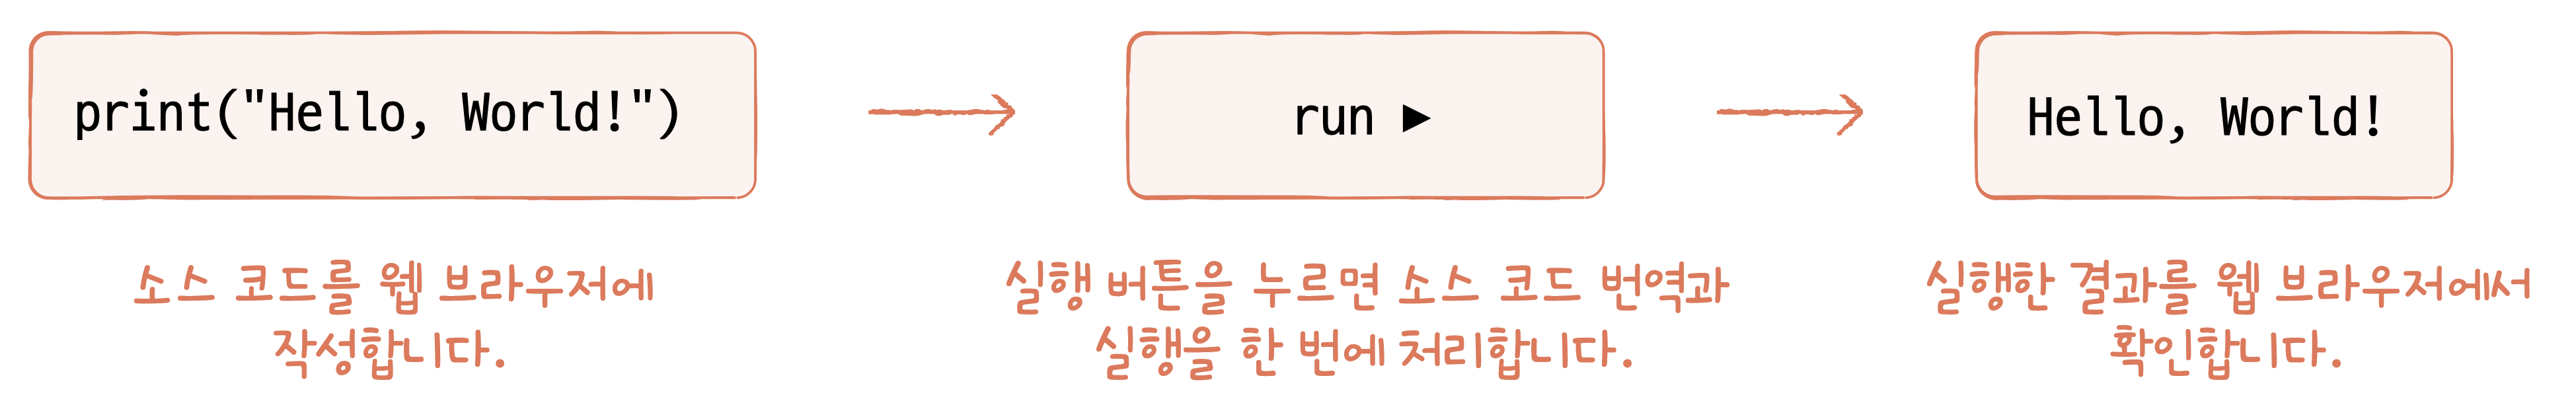 print("Hello, World!")
run ▶
Hello, World!
소스 코드를 웹 브라우저에
작성합니다.
실행 버튼을 누르면 소스 코드 번역과
실행을 한 번에 처리합니다.
실행한 결과를 웹 브라우저에서
확인합니다.